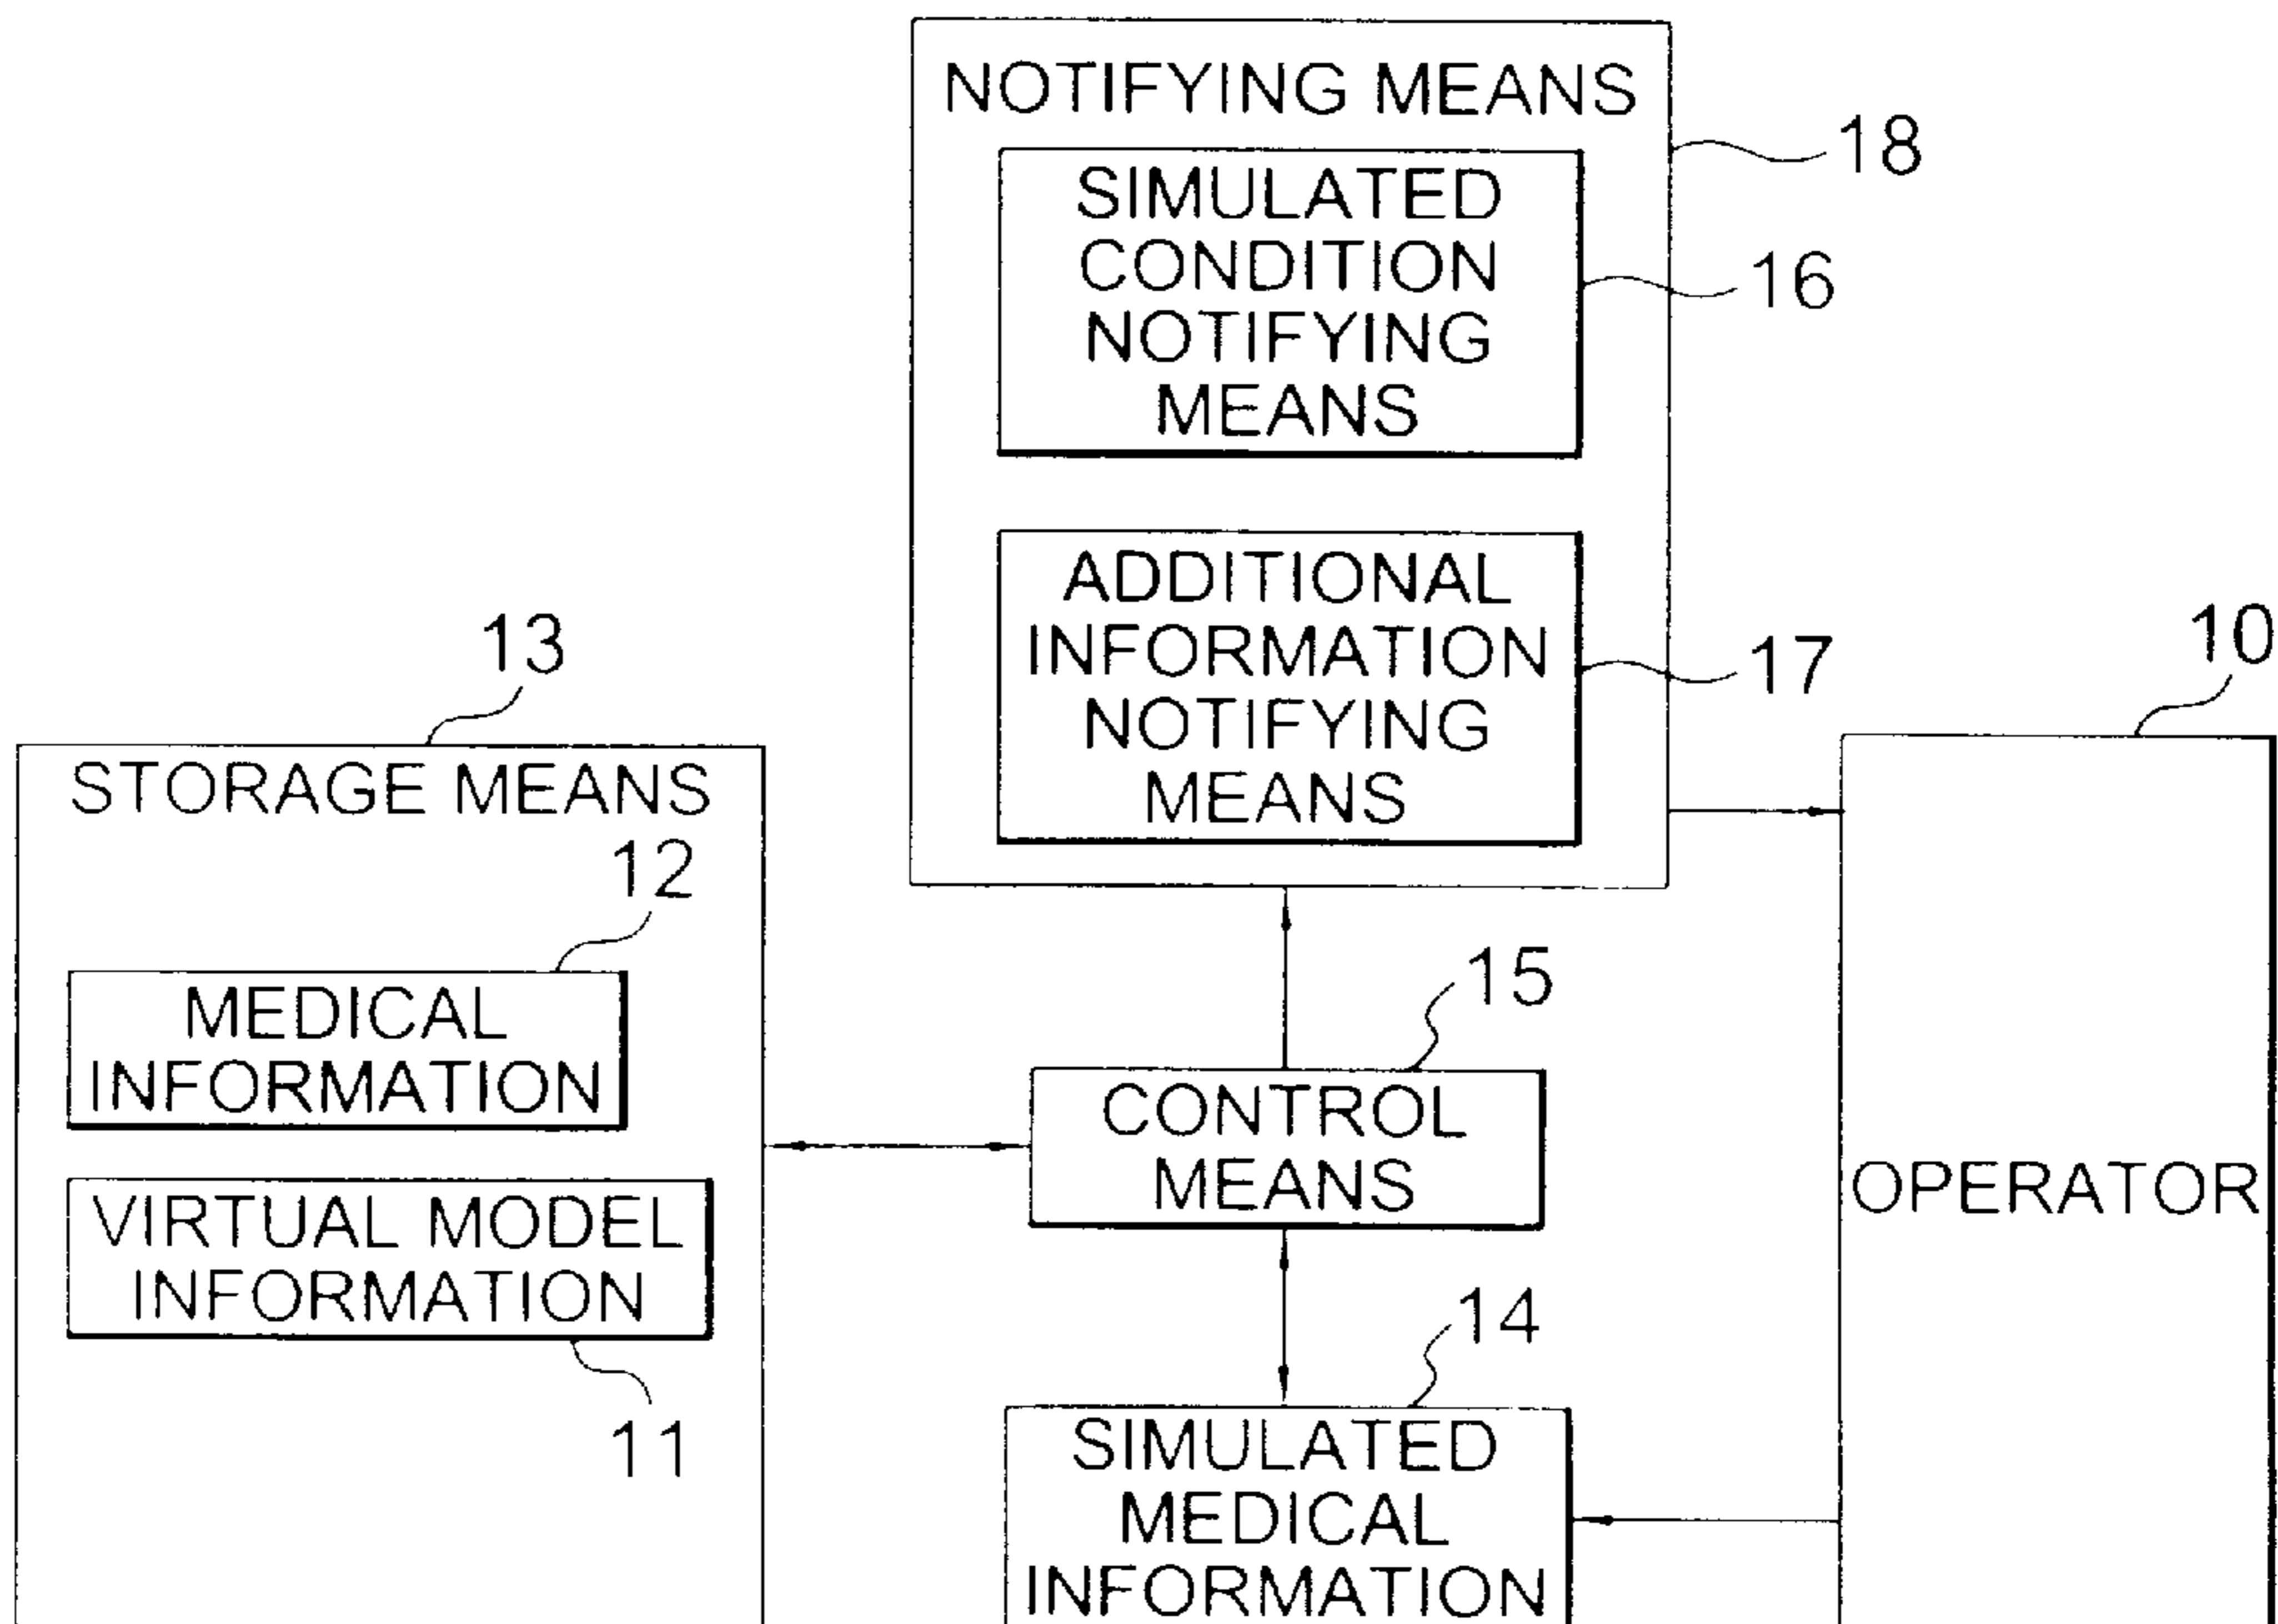 NOTIFYING MEANS
18
SIMULATED
CONDITION
NOTIFYING
MEANS
16
ADDITIONAL
INFORMATION
NOTIFYING
MEANS
17
13
STORAGE MEANS
12
MEDICAL
INFORMATION
VIRTUAL MODEL
INFORMATION
11
15
CONTROL
MEANS
14
SIMULATED
MEDICAL
INFORMATION
10
OPERATOR